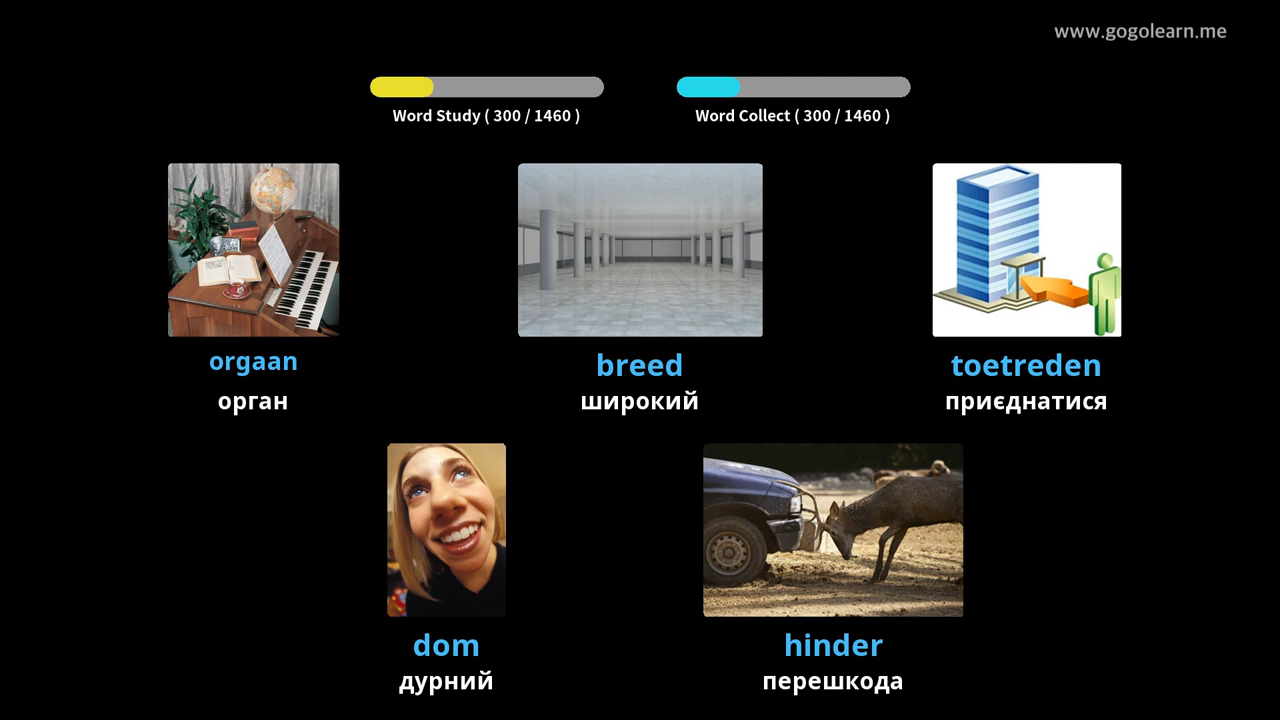 www.gogolearn.me
Word Study ( 300 / 1460 )
Word Collect ( 300 / 1460 )
orgaan
орган
breed
широкий
toetreden
приєднатися
dom
дурний
hinder
перешкода